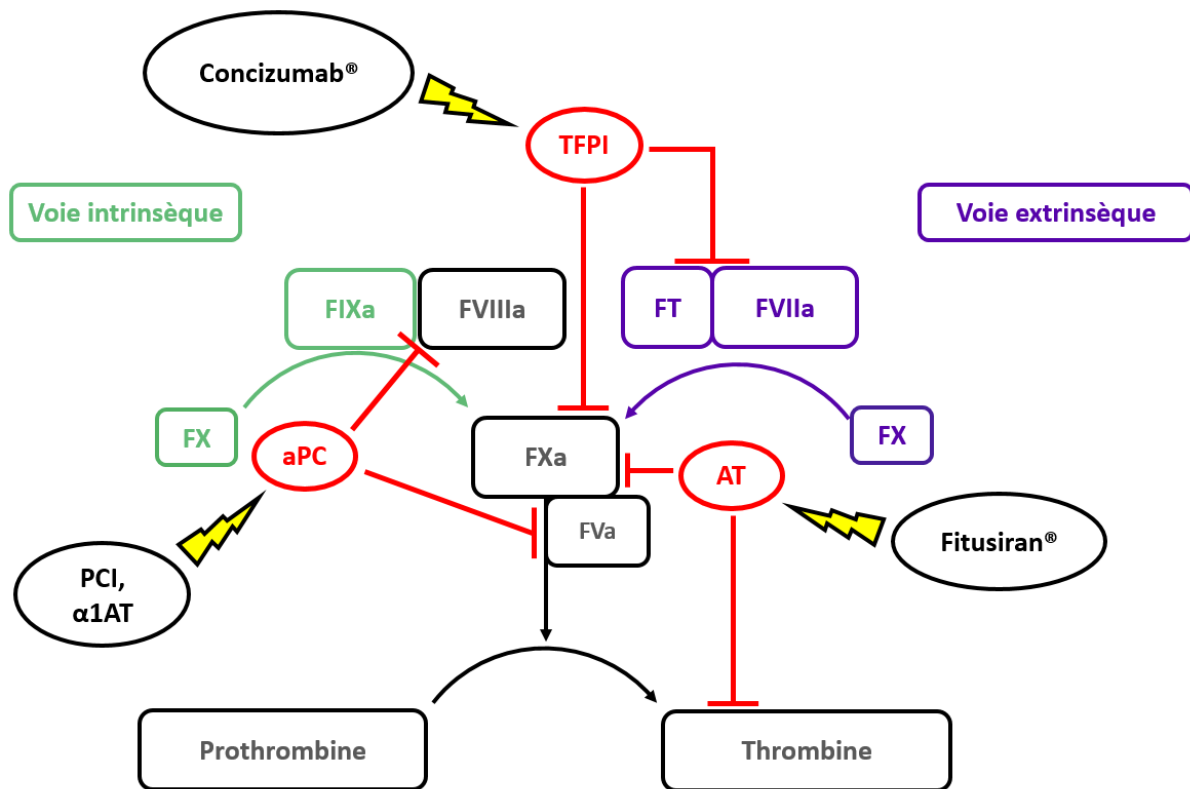 Concizumab®
TFPI
Voie intrinsèque
Voie extrinsèque
FIXa
FVIIIa
FT
FVIIa
FX
aPC
FXa
AT
FX
FVa
Fitusiran®
PCI,
α1AT
Prothrombine
Thrombine